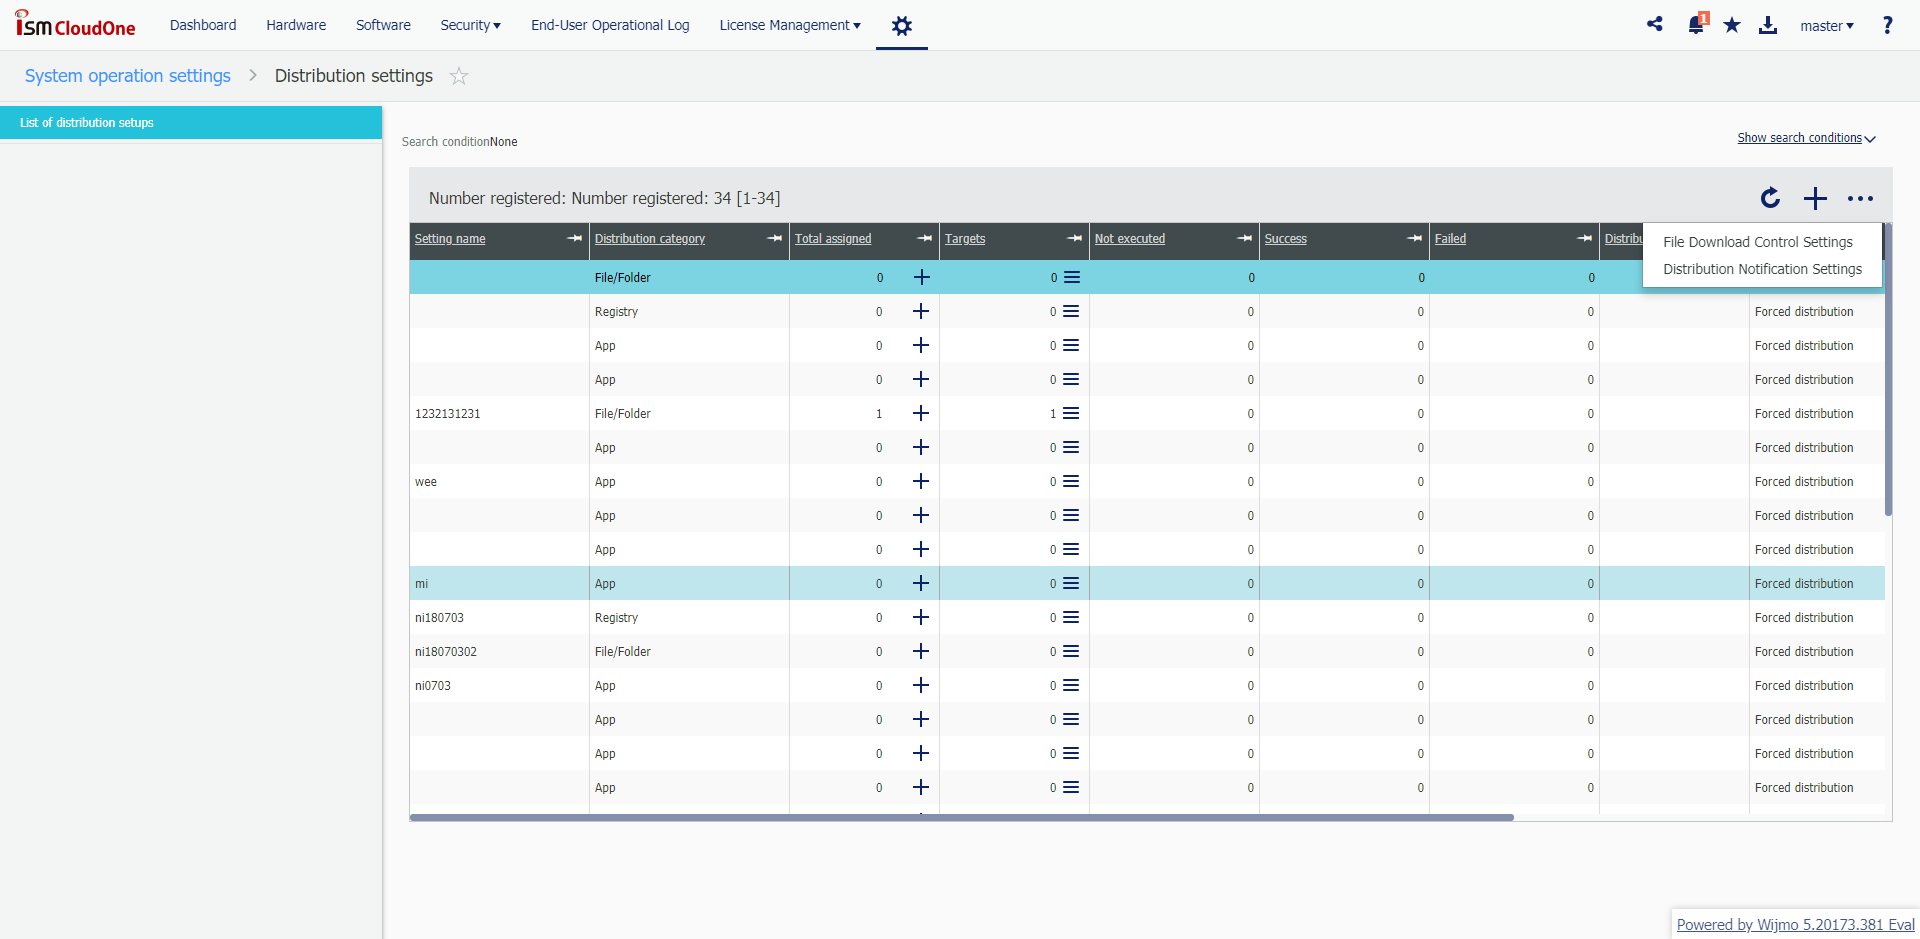 ISM CloudOne Dashboard Hardware Software Security End-User Operational Log License Management 1 master ?
System operation settings > Distribution settings
List of distribution setups
Search conditionNone Show search conditions
Number registered: Number registered: 34 [1-34]
Setting name Distribution category Total assigned Targets Not executed Success Failed Distribu
File Download Control Settings
Distribution Notification Settings
File/Folder 0 0 0 0 0
Registry 0 0 0 0 0 Forced distribution
App 0 0 0 0 0 Forced distribution
App 0 0 0 0 0 Forced distribution
1232131231 File/Folder 1 1 0 0 0 Forced distribution
App 0 0 0 0 0 Forced distribution
wee App 0 0 0 0 0 Forced distribution
App 0 0 0 0 0 Forced distribution
App 0 0 0 0 0 Forced distribution
mi App 0 0 0 0 0 Forced distribution
ni180703 Registry 0 0 0 0 0 Forced distribution
ni18070302 File/Folder 0 0 0 0 0 Forced distribution
ni0703 App 0 0 0 0 0 Forced distribution
App 0 0 0 0 0 Forced distribution
App 0 0 0 0 0 Forced distribution
App 0 0 0 0 0 Forced distribution
Powered by Wijmo 5.20173.381 Eval